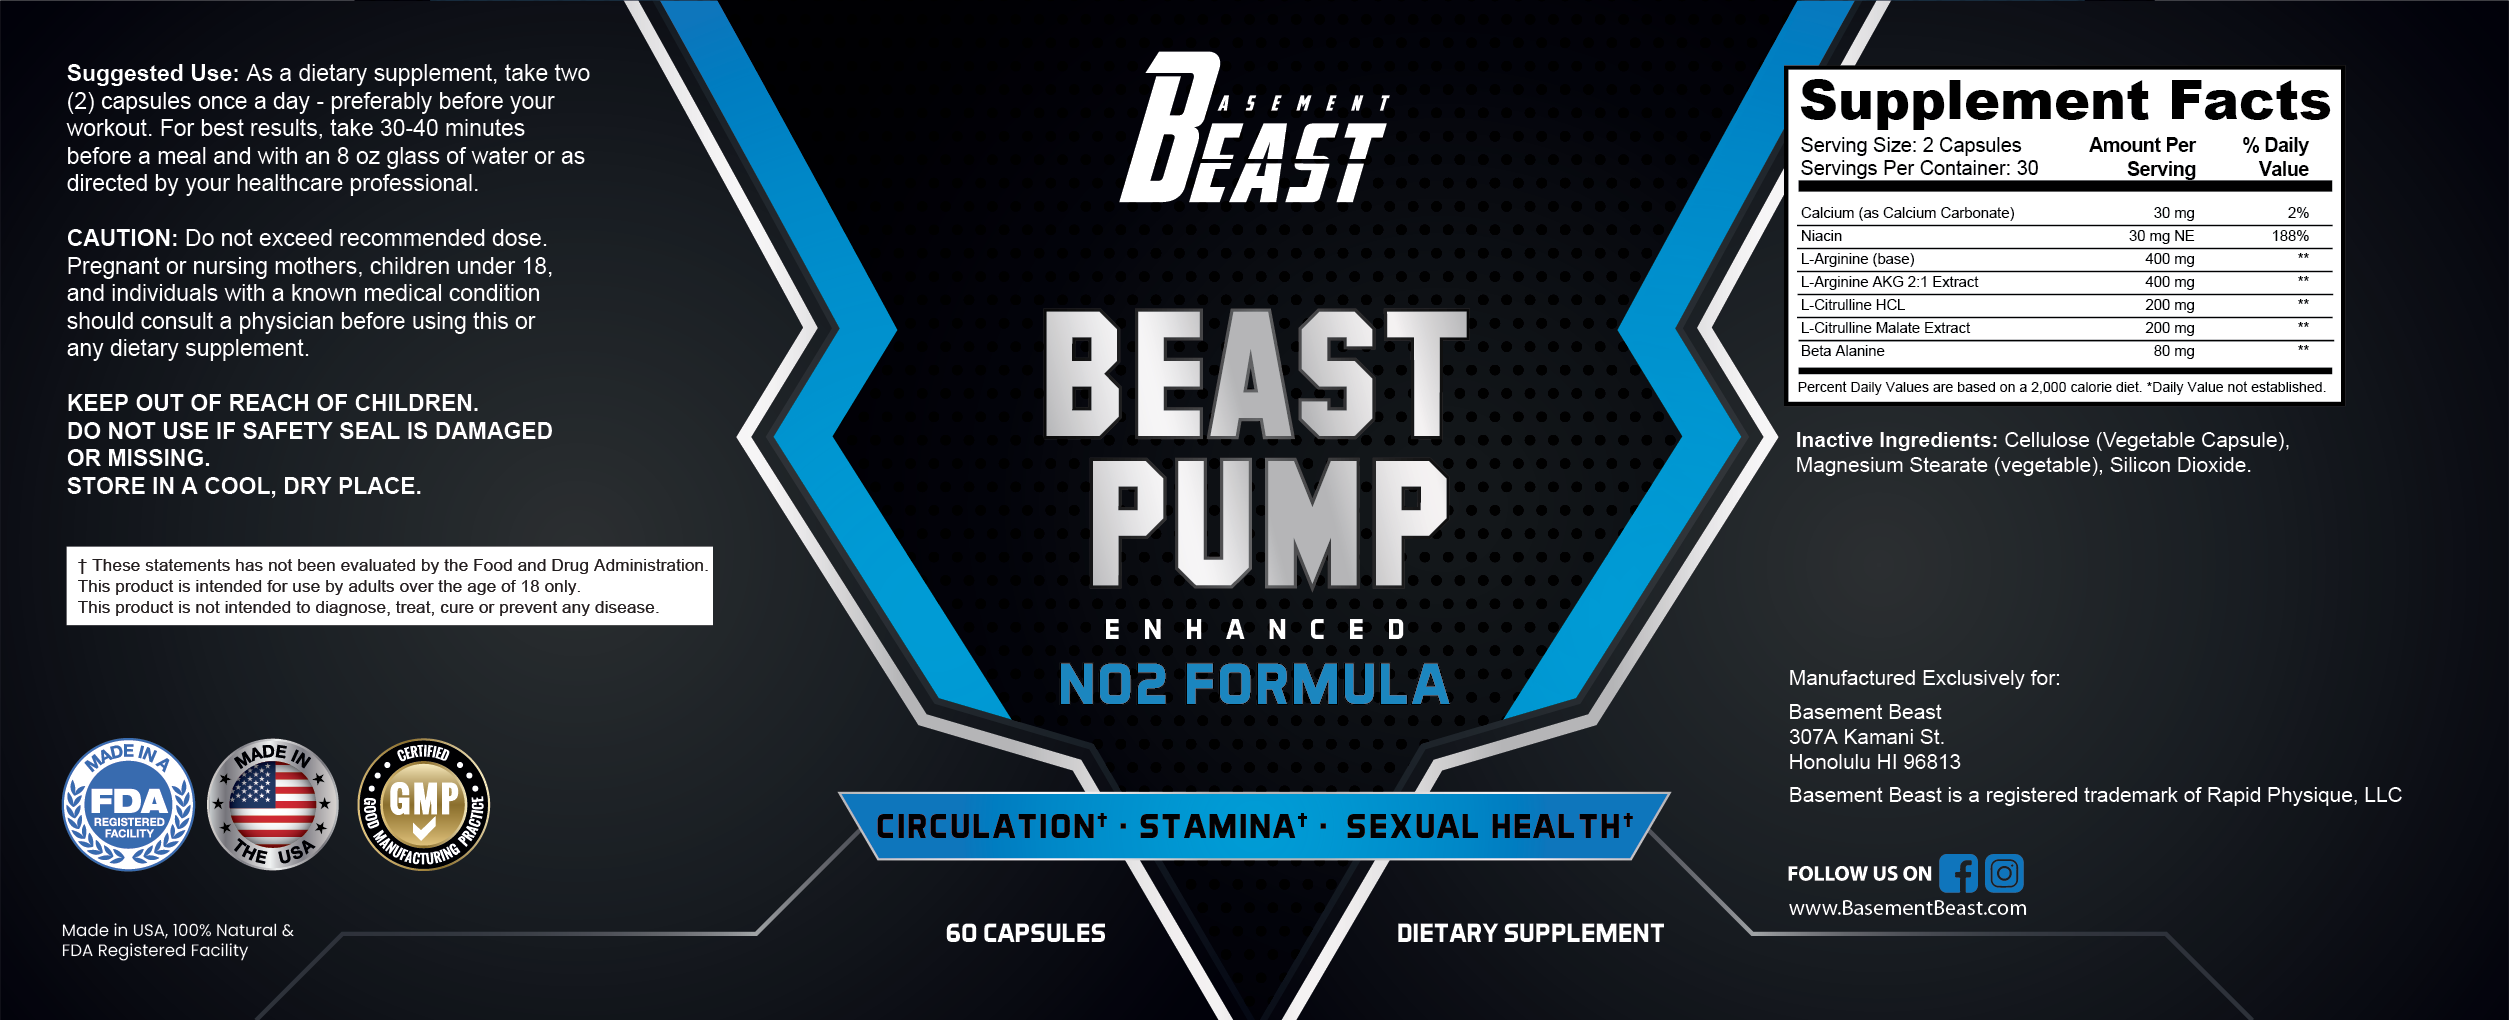 Suggested Use: As a dietary supplement, take two
(2) capsules once a day - preferably before your
workout. For best results, take 30-40 minutes
before a meal and with an 8 oz glass of water or as
directed by your healthcare professional.
CAUTION: Do not exceed recommended dose.
Pregnant or nursing mothers, children under 18,
and individuals with a known medical condition
should consult a physician before using this or
any dietary supplement.
KEEP OUT OF REACH OF CHILDREN.
DO NOT USE IF SAFETY SEAL IS DAMAGED
OR MISSING.
STORE IN A COOL, DRY PLACE.
† These statements has not been evaluated by the Food and Drug Administration.
This product is intended for use by adults over the age of 18 only.
This product is not intended to diagnose, treat, cure or prevent any disease.
MADE IN A
FDA
REGISTERED
FACILITY
MADE IN
THE USA
CERTIFIED
GMP
GOOD MANUFACTURING PRACTICE
Made in USA, 100% Natural &
FDA Registered Facility
BASEMENT
BEAST
BEAST
PUMP
ENHANCED
NO2 FORMULA
CIRCULATION† · STAMINA† · SEXUAL HEALTH†
60 CAPSULES
DIETARY SUPPLEMENT
Supplement Facts
Serving Size: 2 Capsules Amount Per % Daily
Servings Per Container: 30 Serving Value
Calcium (as Calcium Carbonate) 30 mg 2%
Niacin 30 mg NE 188%
L-Arginine (base) 400 mg **
L-Arginine AKG 2:1 Extract 400 mg **
L-Citrulline HCL 200 mg **
L-Citrulline Malate Extract 200 mg **
Beta Alanine 80 mg **
Percent Daily Values are based on a 2,000 calorie diet. *Daily Value not established.
Inactive Ingredients: Cellulose (Vegetable Capsule),
Magnesium Stearate (vegetable), Silicon Dioxide.
Manufactured Exclusively for:
Basement Beast
307A Kamani St.
Honolulu HI 96813
Basement Beast is a registered trademark of Rapid Physique, LLC
FOLLOW US ON
www.BasementBeast.com